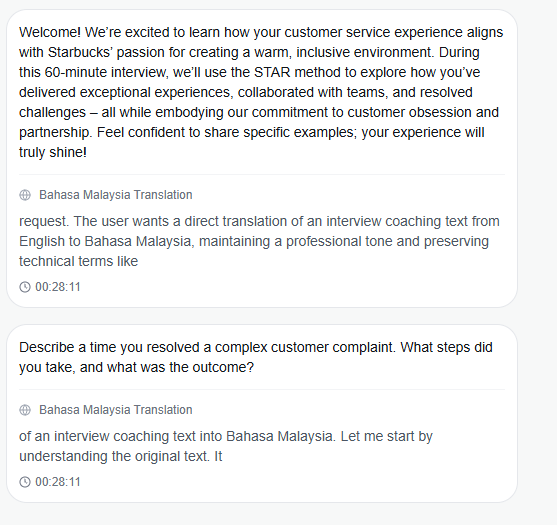 Welcome! We’re excited to learn how your customer service experience aligns
with Starbucks’ passion for creating a warm, inclusive environment. During
this 60-minute interview, we’ll use the STAR method to explore how you’ve
delivered exceptional experiences, collaborated with teams, and resolved
challenges – all while embodying our commitment to customer obsession and
partnership. Feel confident to share specific examples; your experience will
truly shine!
Bahasa Malaysia Translation
request. The user wants a direct translation of an interview coaching text from
English to Bahasa Malaysia, maintaining a professional tone and preserving
technical terms like
00:28:11
Describe a time you resolved a complex customer complaint. What steps did
you take, and what was the outcome?
Bahasa Malaysia Translation
of an interview coaching text into Bahasa Malaysia. Let me start by
understanding the original text. It
00:28:11